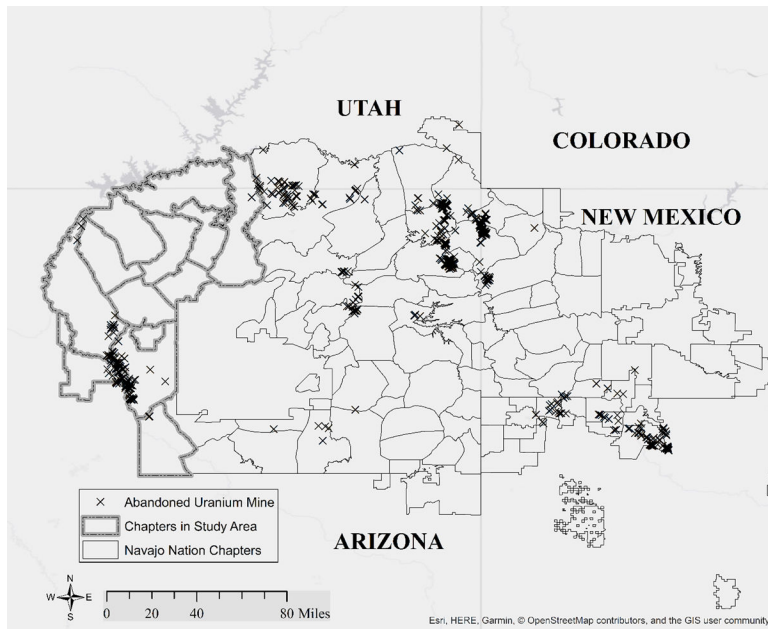 UTAH
COLORADO
NEW MEXICO
Abandoned Uranium Mine
Chapters in Study Area
Navajo Nation Chapters
ARIZONA
N
W E
S
0 20 40 80 Miles
Esri, HERE, Garmin, © OpenStreetMap contributors, and the GIS user community